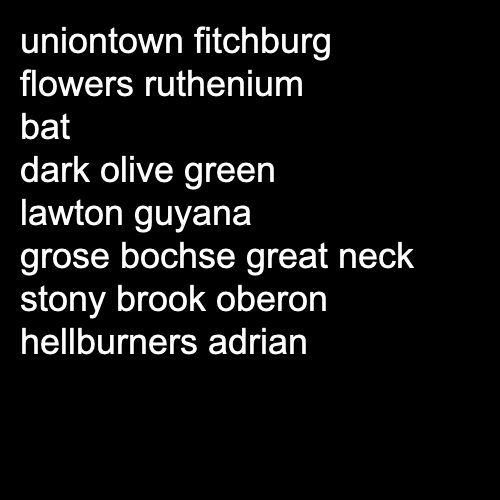 uniontown fitchburg
flowers ruthenium
bat
dark olive green
lawton guyana
grose bochse great neck
stony brook oberon
hellburners adrian